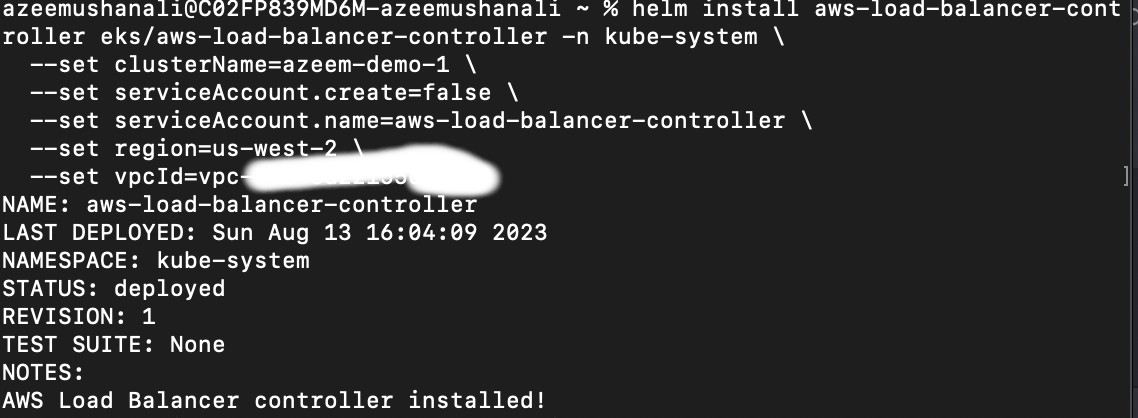 azeemushanali@C02FP839MD6M-azeemushanali ~ % helm install aws-load-balancer-cont
roller eks/aws-load-balancer-controller -n kube-system \
--set clusterName=azeem-demo-1 \
--set serviceAccount.create=false \
--set serviceAccount.name=aws-load-balancer-controller \
--set region=us-west-2 \
--set vpcId=vpc-
NAME: aws-load-balancer-controller
LAST DEPLOYED: Sun Aug 13 16:04:09 2023
NAMESPACE: kube-system
STATUS: deployed
REVISION: 1
TEST SUITE: None
NOTES:
AWS Load Balancer controller installed!